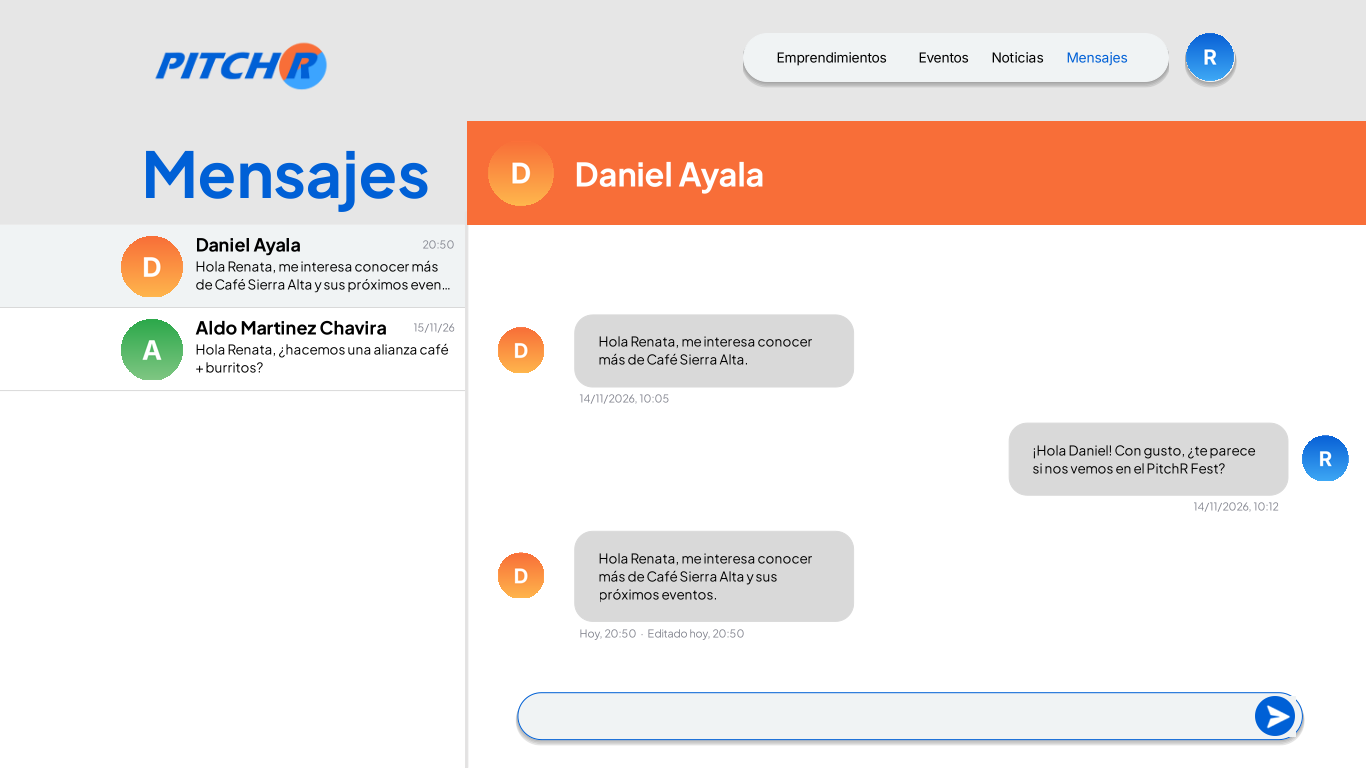 PITCHR
Emprendimientos Eventos Noticias Mensajes
R
Mensajes
D
Daniel Ayala
20:50
Hola Renata, me interesa conocer más
de Café Sierra Alta y sus próximos even...
A
Aldo Martinez Chavira
15/11/26
Hola Renata, ¿hacemos una alianza café
+ burritos?
D
Daniel Ayala
D
Hola Renata, me interesa conocer
más de Café Sierra Alta.
14/11/2026, 10:05
¡Hola Daniel! Con gusto, ¿te parece
si nos vemos en el PitchR Fest?
R
14/11/2026, 10:12
D
Hola Renata, me interesa conocer
más de Café Sierra Alta y sus
próximos eventos.
Hoy, 20:50 · Editado hoy, 20:50